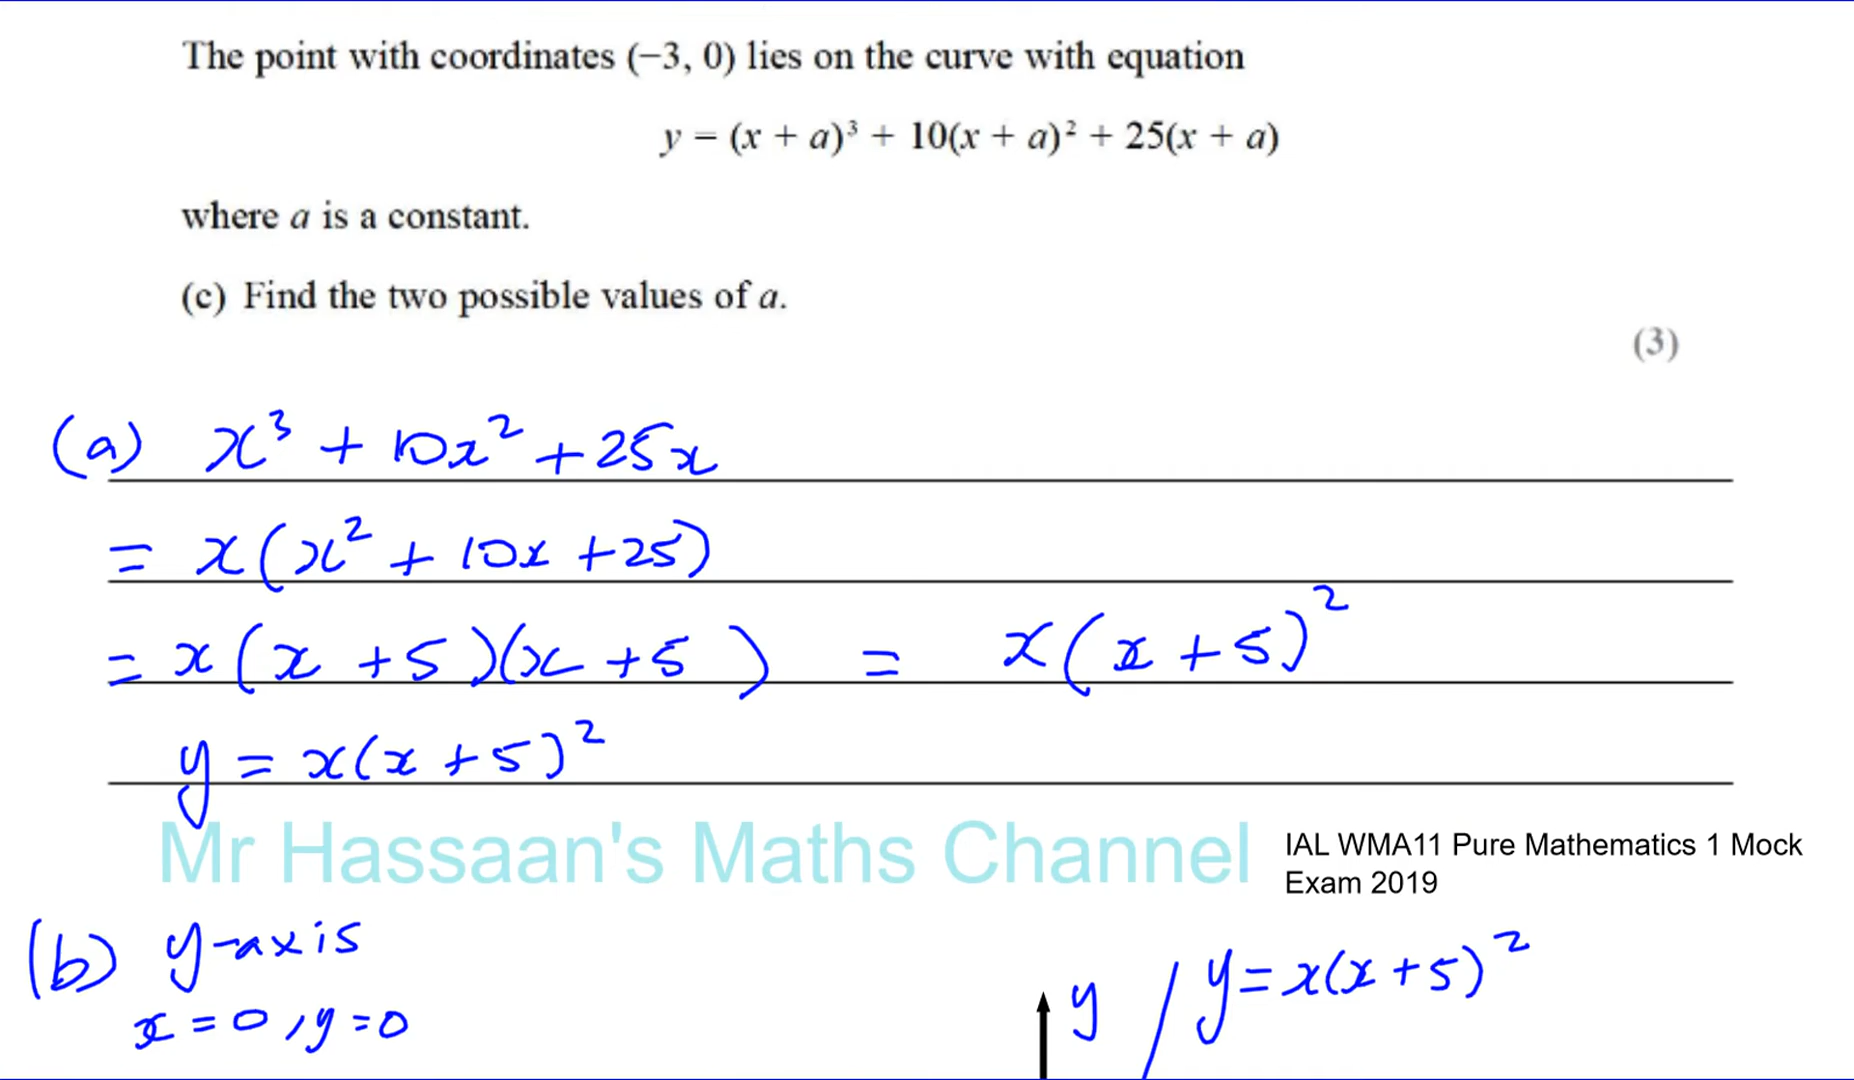 The point with coordinates (−3, 0) lies on the curve with equation
y = (x + a)³ + 10(x + a)² + 25(x + a)
where a is a constant.
(c) Find the two possible values of a.
(3)
(a) x³ + 10x² + 25x
= x(x² + 10x + 25)
= x(x + 5)(x + 5) = x(x + 5)²
y = x(x + 5)²
Mr Hassaan's Maths Channel
IAL WMA11 Pure Mathematics 1 Mock
Exam 2019
(b) y-axis
x = 0, y = 0
y
y = x(x + 5)²